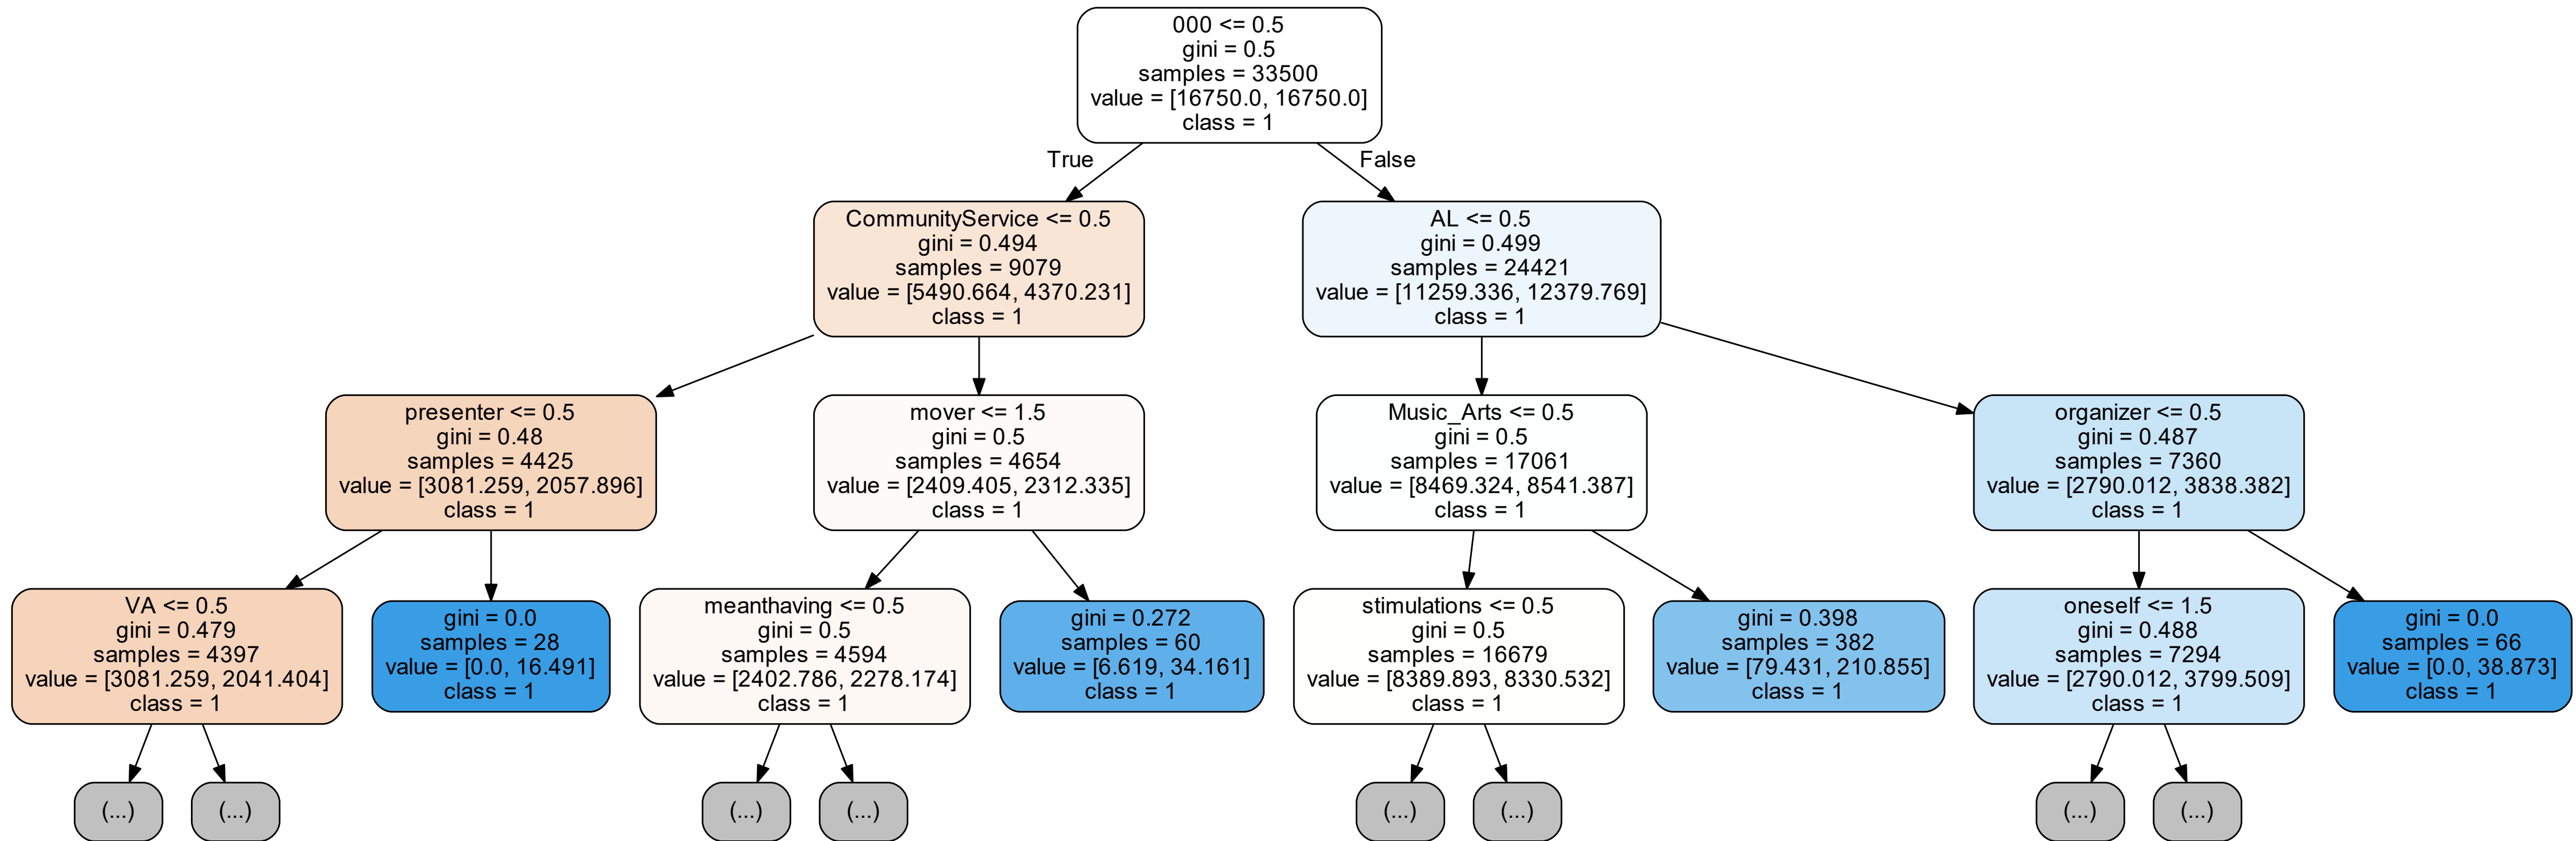 000 <= 0.5
gini = 0.5
samples = 33500
value = [16750.0, 16750.0]
class = 1
True
False
CommunityService <= 0.5
gini = 0.494
samples = 9079
value = [5490.664, 4370.231]
class = 1
AL <= 0.5
gini = 0.499
samples = 24421
value = [11259.336, 12379.769]
class = 1
presenter <= 0.5
gini = 0.48
samples = 4425
value = [3081.259, 2057.896]
class = 1
mover <= 1.5
gini = 0.5
samples = 4654
value = [2409.405, 2312.335]
class = 1
Music_Arts <= 0.5
gini = 0.5
samples = 17061
value = [8469.324, 8541.387]
class = 1
organizer <= 0.5
gini = 0.487
samples = 7360
value = [2790.012, 3838.382]
class = 1
VA <= 0.5
gini = 0.479
samples = 4397
value = [3081.259, 2041.404]
class = 1
gini = 0.0
samples = 28
value = [0.0, 16.491]
class = 1
meanthaving <= 0.5
gini = 0.5
samples = 4594
value = [2402.786, 2278.174]
class = 1
gini = 0.272
samples = 60
value = [6.619, 34.161]
class = 1
stimulations <= 0.5
gini = 0.5
samples = 16679
value = [8389.893, 8330.532]
class = 1
gini = 0.398
samples = 382
value = [79.431, 210.855]
class = 1
oneself <= 1.5
gini = 0.488
samples = 7294
value = [2790.012, 3799.509]
class = 1
gini = 0.0
samples = 66
value = [0.0, 38.873]
class = 1
(...)
(...)
(...)
(...)
(...)
(...)
(...)
(...)